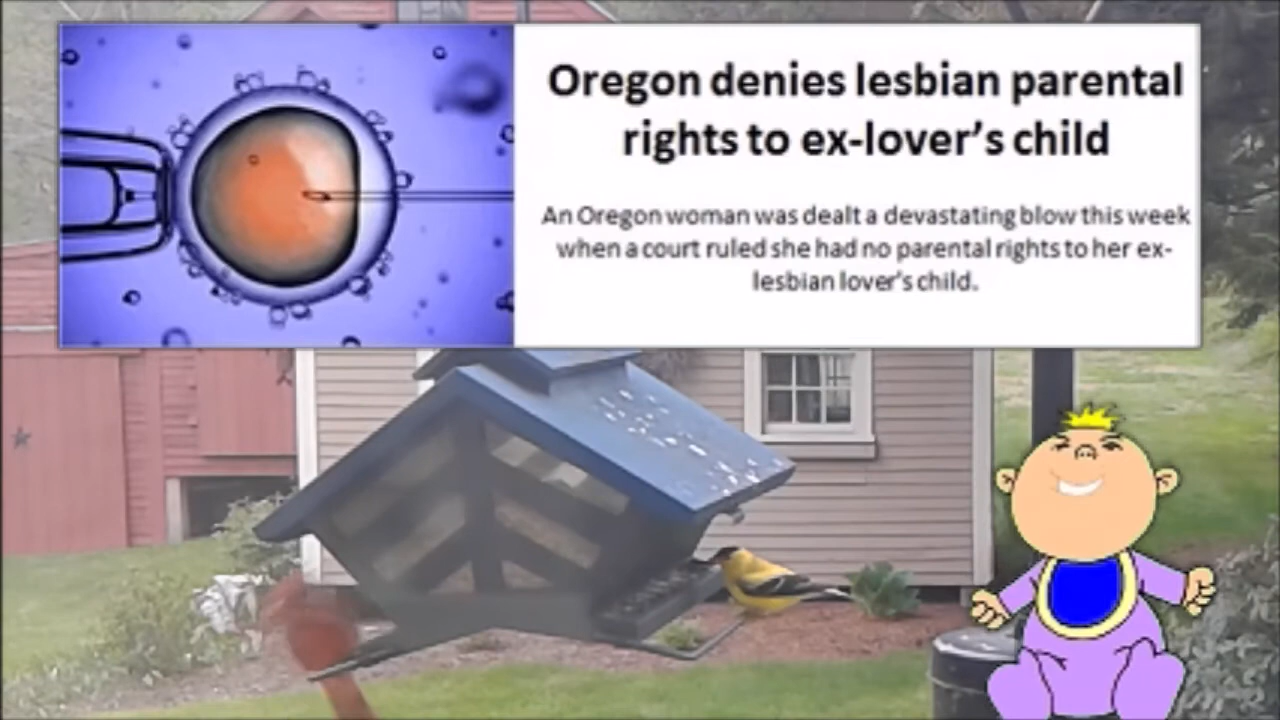 Oregon denies lesbian parental
rights to ex-lover's child
An Oregon woman was dealt a devastating blow this week
when a court ruled she had no parental rights to her ex-
lesbian lover's child.